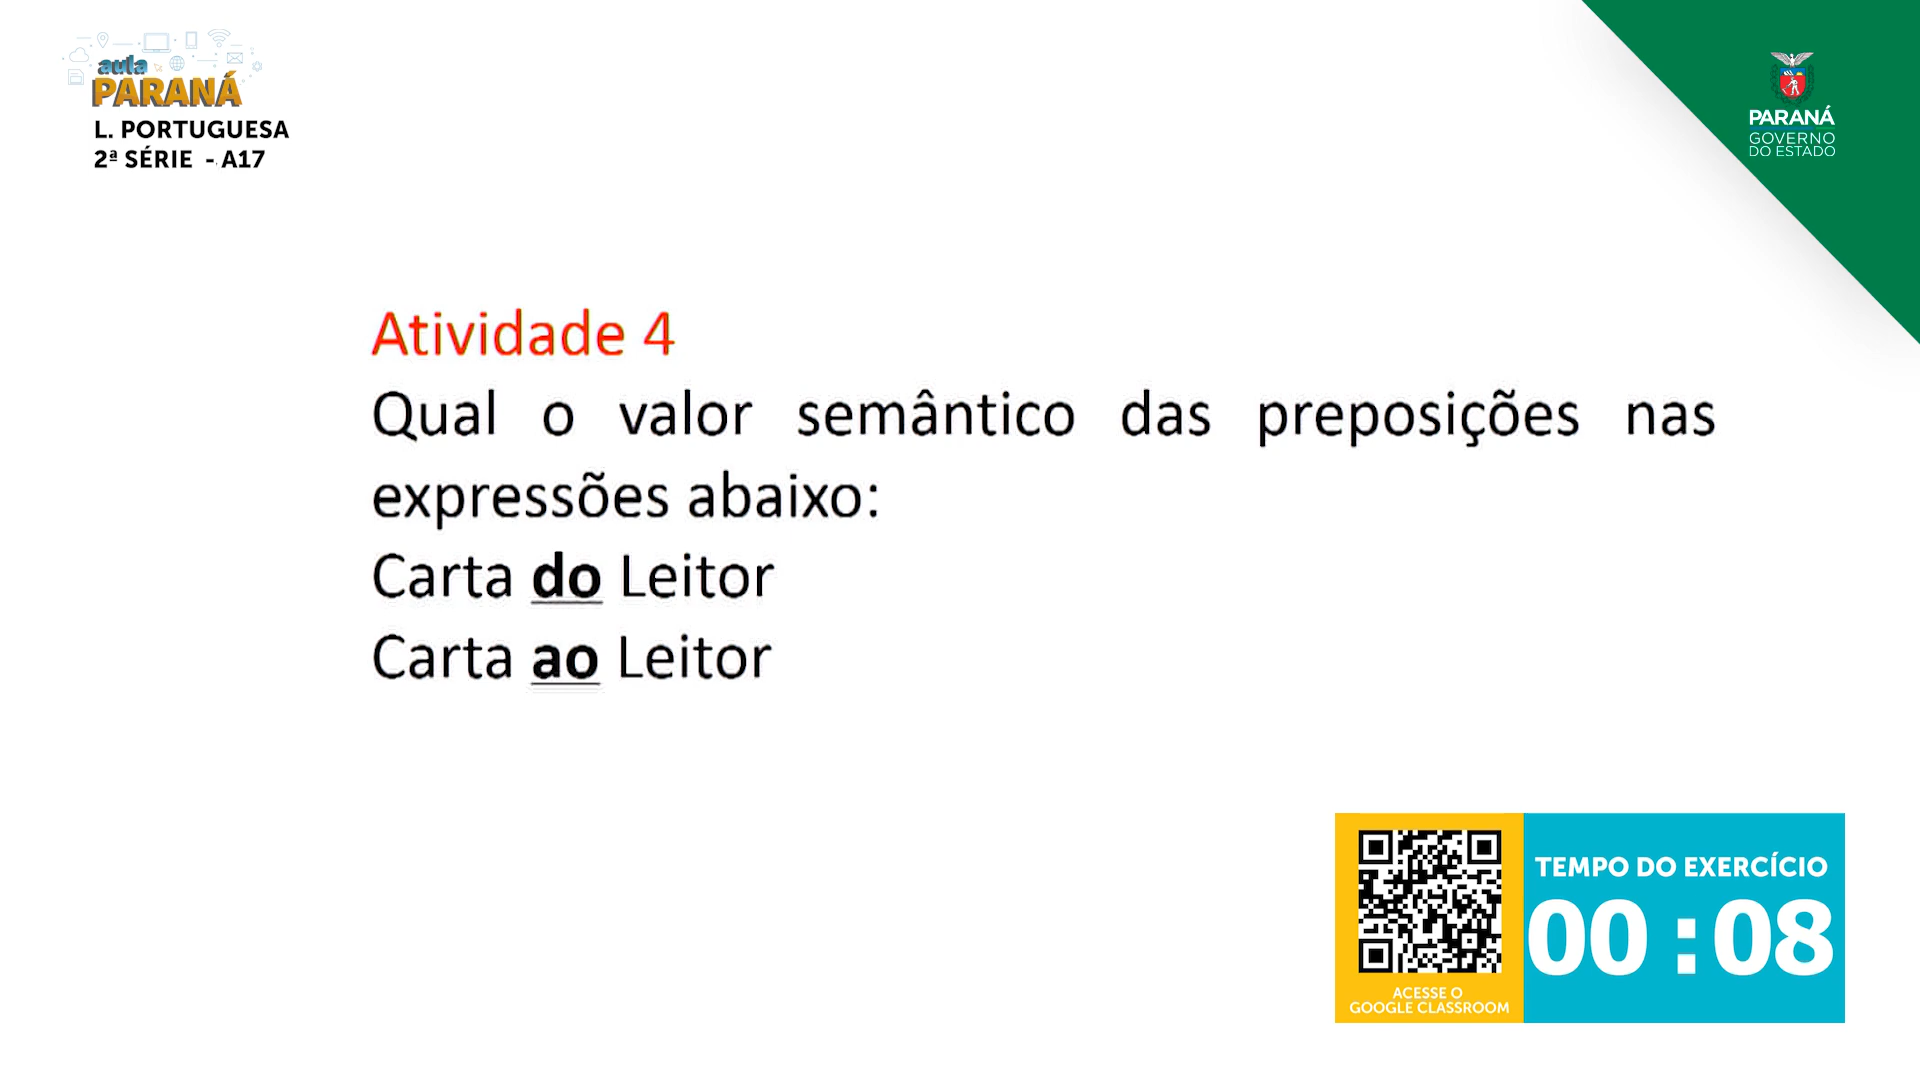 aula
PARANÁ
L. PORTUGUESA
2ª SÉRIE - A17
PARANÁ
GOVERNO
DO ESTADO
Atividade 4
Qual o valor semântico das preposições nas
expressões abaixo:
Carta do Leitor
Carta ao Leitor
TEMPO DO EXERCÍCIO
00 : 08
ACESSE O
GOOGLE CLASSROOM